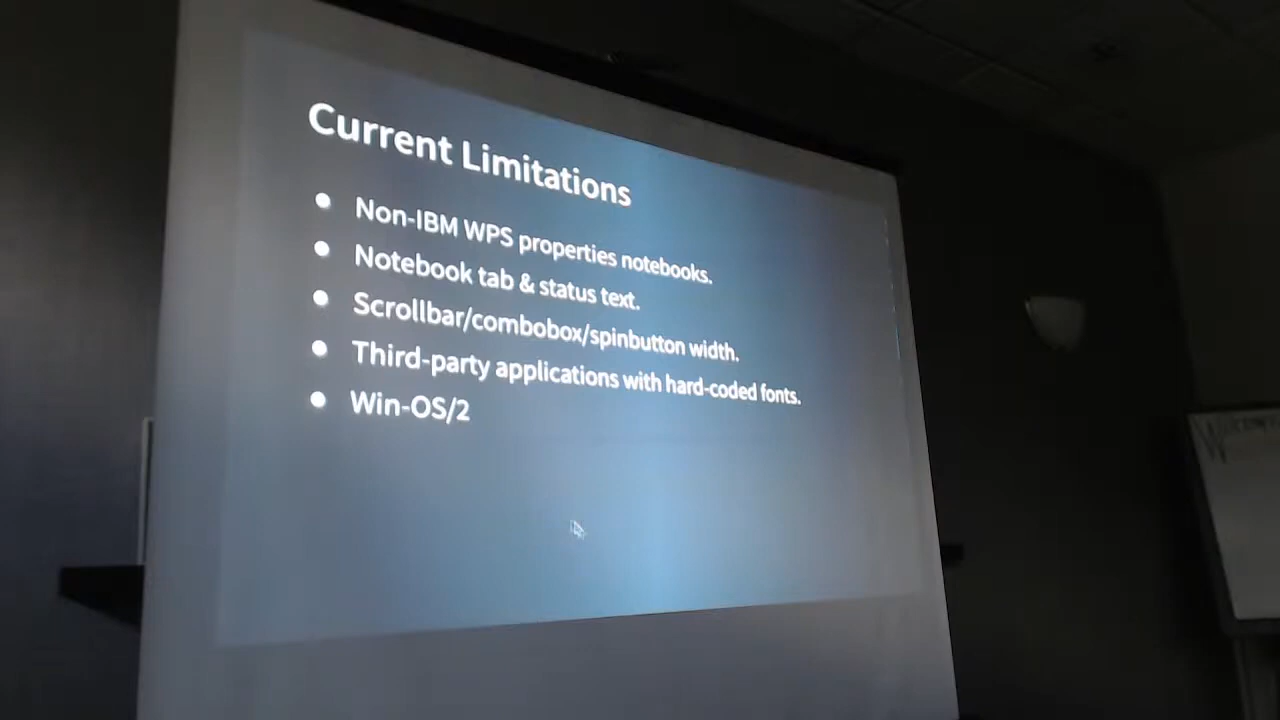 Current Limitations
Non-IBM WPS properties notebooks.
Notebook tab & status text.
Scrollbar/combobox/spinbutton width.
Third-party applications with hard-coded fonts.
Win-OS/2